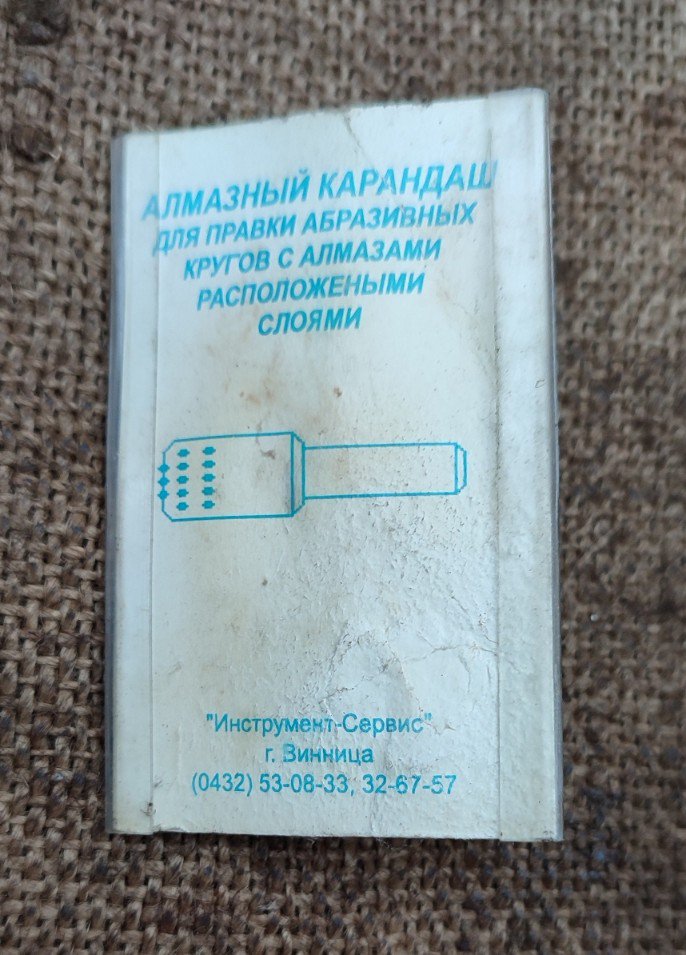 АЛМАЗНЫЙ КАРАНДАШ
ДЛЯ ПРАВКИ АБРАЗИВНЫХ
КРУГОВ С АЛМАЗАМИ
РАСПОЛОЖЕНЫМИ
СЛОЯМИ
"Инструмент-Сервис"
г. Винница
(0432) 53-08-33, 32-67-57